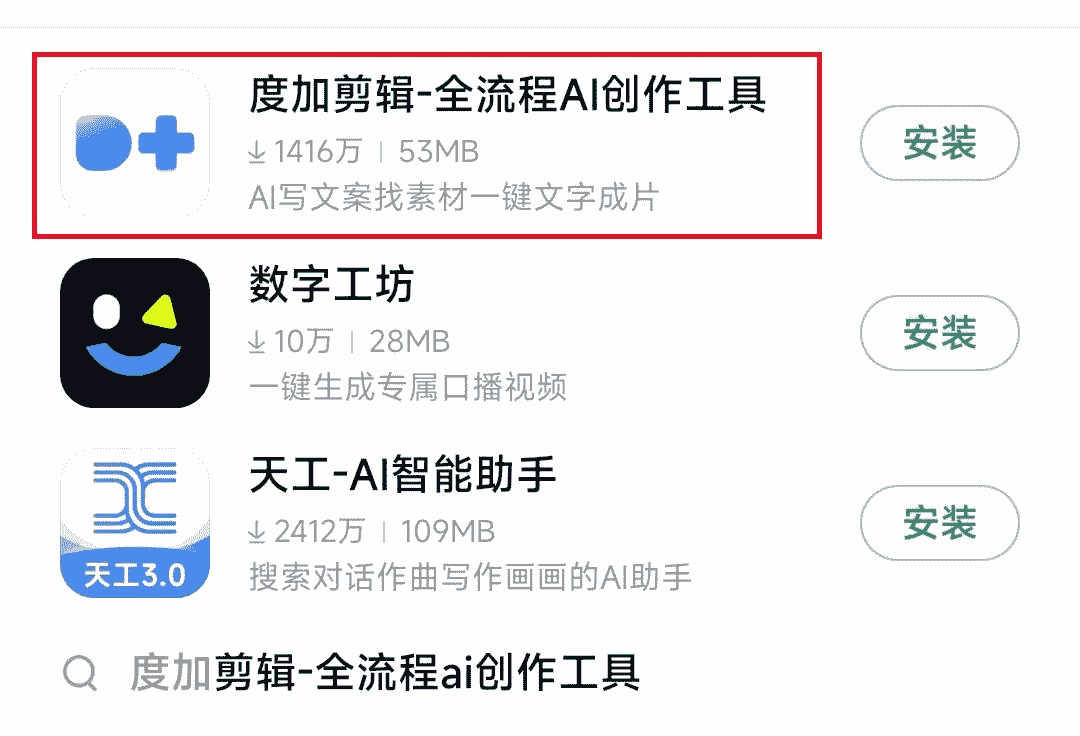 度加剪辑-全流程AI创作工具
1416万 | 53MB
安装
AI写文案找素材一键文字成片
数字工坊
10万 | 28MB
安装
一键生成专属口播视频
天工-AI智能助手
2412万 | 109MB
安装
天工3.0
搜索对话作曲写作画画的AI助手
度加剪辑-全流程ai创作工具